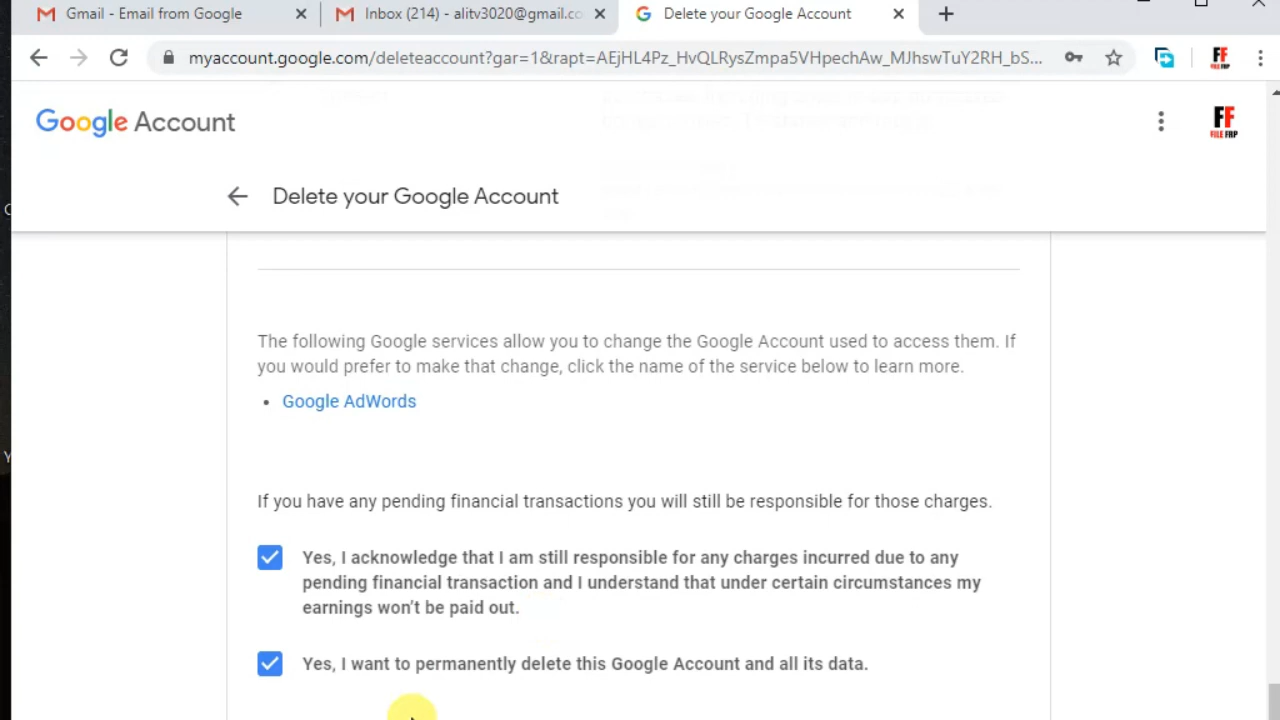 Gmail - Email from Google
Inbox (214) - alitv3020@gmail.co
Delete your Google Account
myaccount.google.com/deleteaccount?gar=1&rapt=AEjHL4Pz_HvQLRysZmpa5VHpechAw_MJhswTuY2RH_bS...
FF
FILE FRP
Google Account
FF
FILE FRP
Delete your Google Account
The following Google services allow you to change the Google Account used to access them. If
you would prefer to make that change, click the name of the service below to learn more.
• Google AdWords
If you have any pending financial transactions you will still be responsible for those charges.
Yes, I acknowledge that I am still responsible for any charges incurred due to any
pending financial transaction and I understand that under certain circumstances my
earnings won't be paid out.
Yes, I want to permanently delete this Google Account and all its data.